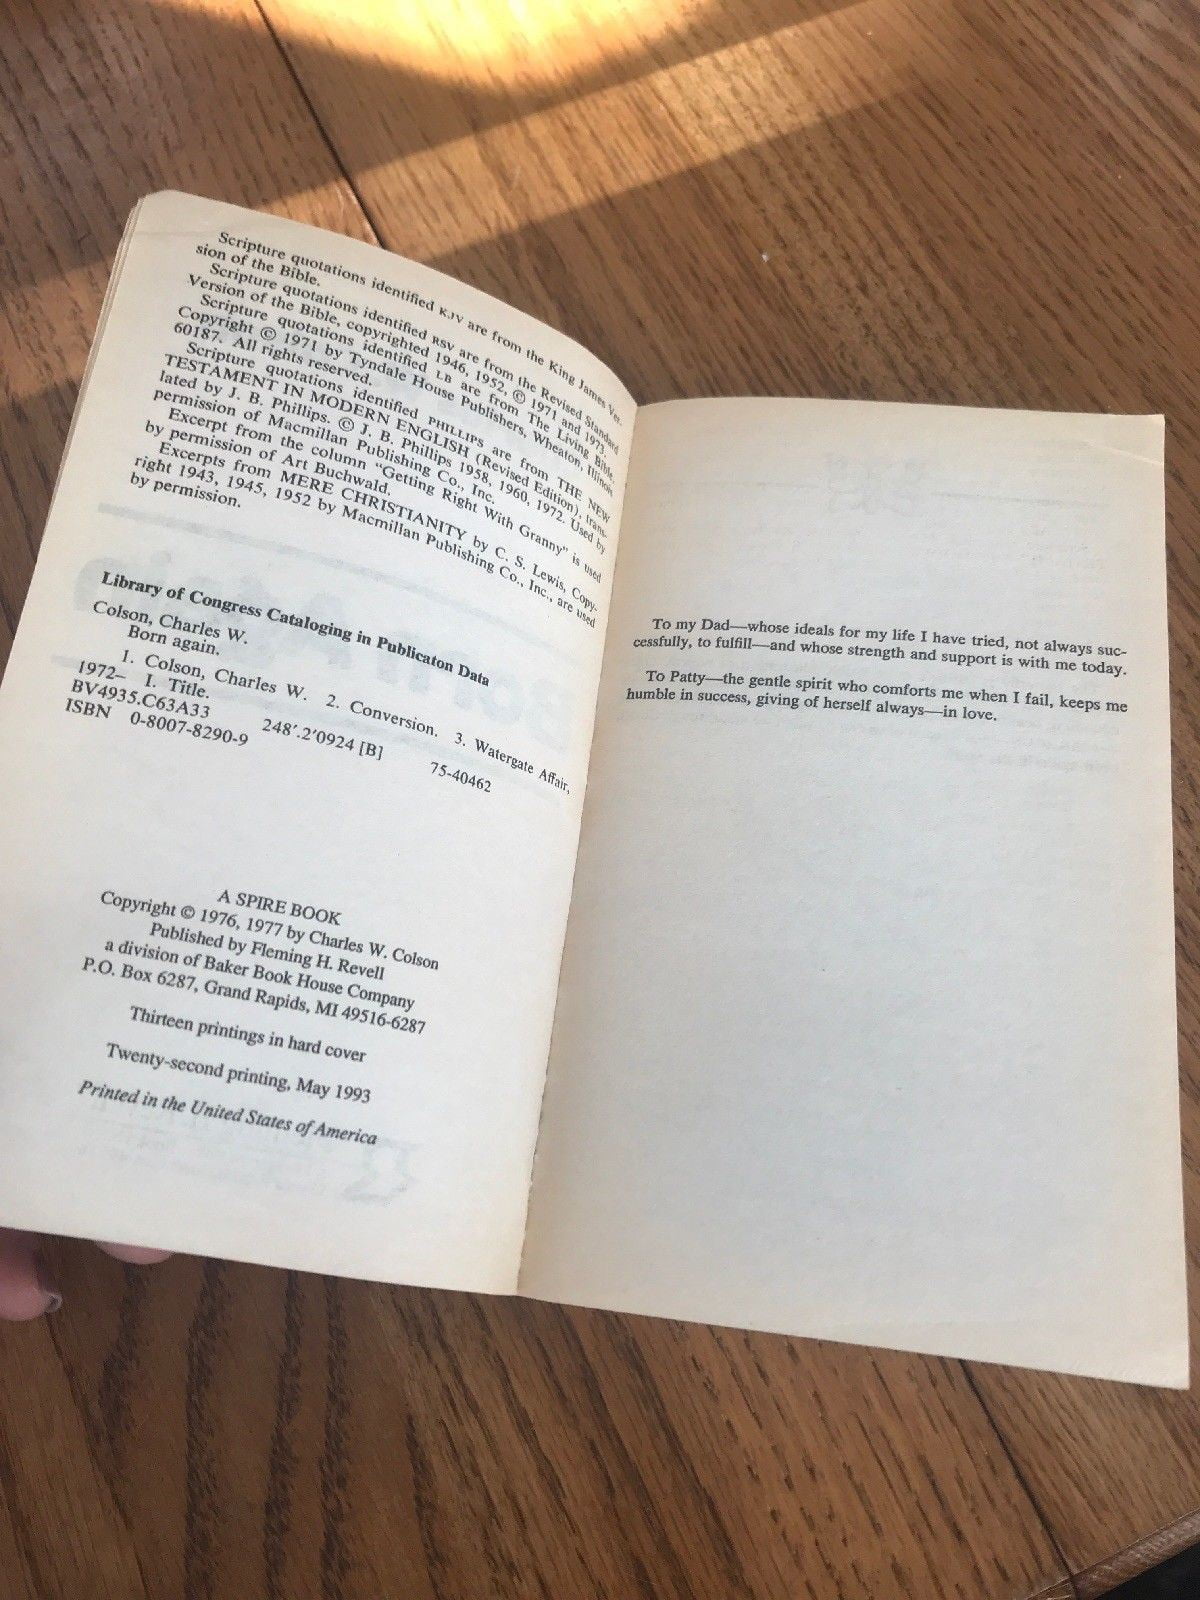 Scripture quotations identified KJV are from the King James Ver-
sion of the Bible.
Scripture quotations identified RSV are from the Revised Standard
Version of the Bible, copyrighted 1946, 1952, © 1971 and 1973.
Scripture quotations identified LB are from The Living Bible,
Copyright © 1971 by Tyndale House Publishers, Wheaton, Illinois
60187. All rights reserved.
Scripture quotations identified PHILLIPS are from THE NEW
TESTAMENT IN MODERN ENGLISH (Revised Edition), trans-
lated by J. B. Phillips. © J. B. Phillips 1958, 1960, 1972. Used by
permission of Macmillan Publishing Co., Inc.
Excerpt from the column "Getting Right With Granny" is used
by permission of Art Buchwald.
Excerpts from MERE CHRISTIANITY by C. S. Lewis, Copy-
right 1943, 1945, 1952 by Macmillan Publishing Co., Inc., are used
by permission.
Library of Congress Cataloging in Publicaton Data
Colson, Charles W.
Born again.
1. Colson, Charles W. 2. Conversion. 3. Watergate Affair,
1972– I. Title.
BV4935.C63A33 248'.2'0924 [B] 75-40462
ISBN 0-8007-8290-9
A SPIRE BOOK
Copyright © 1976, 1977 by Charles W. Colson
Published by Fleming H. Revell
a division of Baker Book House Company
P.O. Box 6287, Grand Rapids, MI 49516-6287
Thirteen printings in hard cover
Twenty-second printing, May 1993
Printed in the United States of America
To my Dad—whose ideals for my life I have tried, not always suc-
cessfully, to fulfill—and whose strength and support is with me today.
To Patty—the gentle spirit who comforts me when I fail, keeps me
humble in success, giving of herself always—in love.